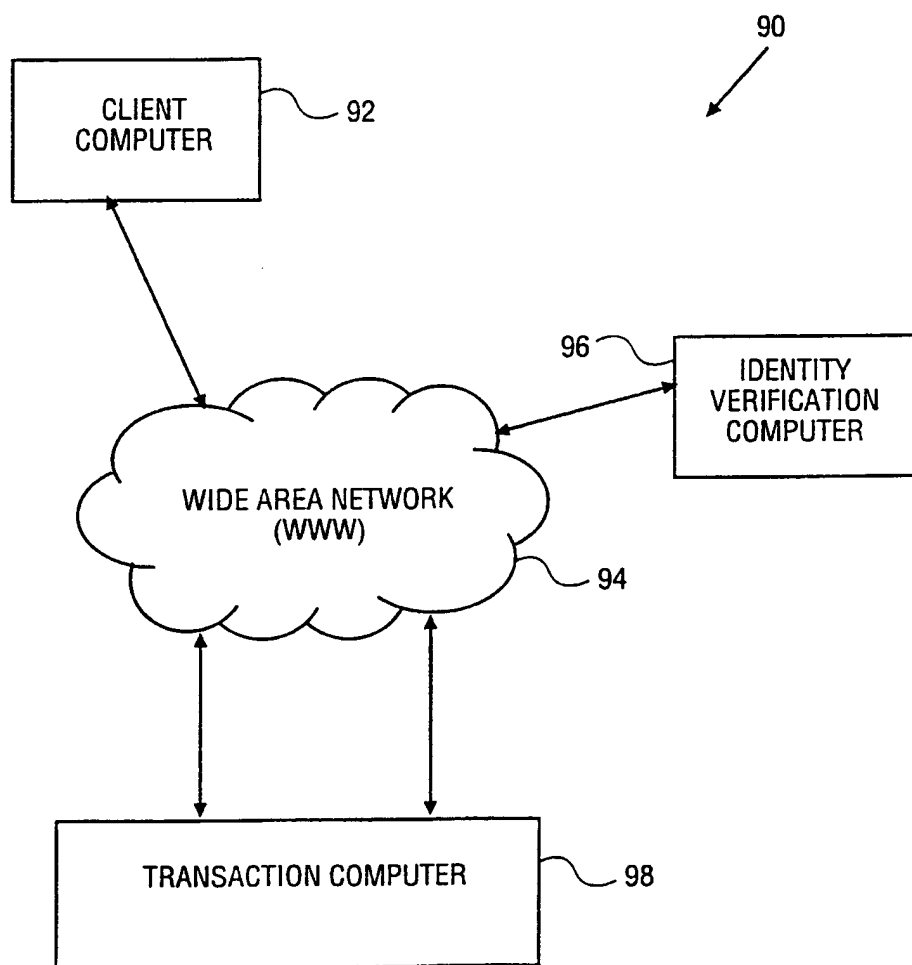 90
CLIENT
COMPUTER
92
96
IDENTITY
VERIFICATION
COMPUTER
WIDE AREA NETWORK
(WWW)
94
TRANSACTION COMPUTER
98